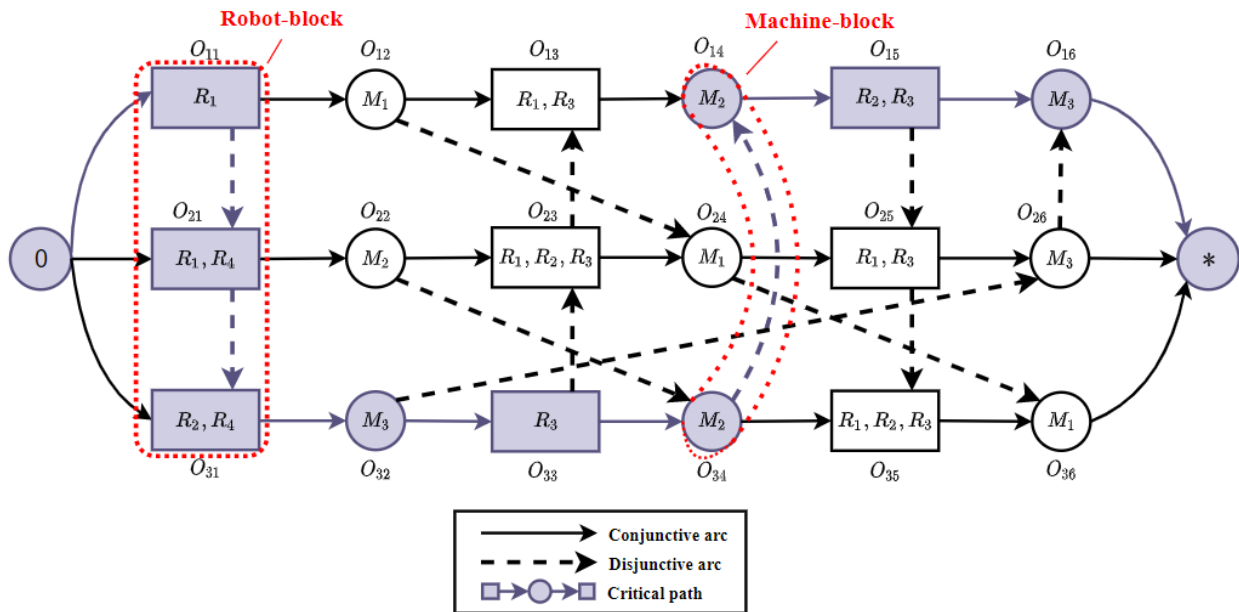 Robot-block
Machine-block
O₁₁ O₁₂ O₁₃ O₁₄ O₁₅ O₁₆
R₁ M₁ R₁, R₃ M₂ R₂, R₃ M₃
O₂₁ O₂₂ O₂₃ O₂₄ O₂₅ O₂₆
0 R₁, R₄ M₂ R₁, R₂, R₃ M₁ R₁, R₃ M₃ *
R₂, R₄ M₃ R₃ M₂ R₁, R₂, R₃ M₁
O₃₁ O₃₂ O₃₃ O₃₄ O₃₅ O₃₆
Conjunctive arc
Disjunctive arc
Critical path